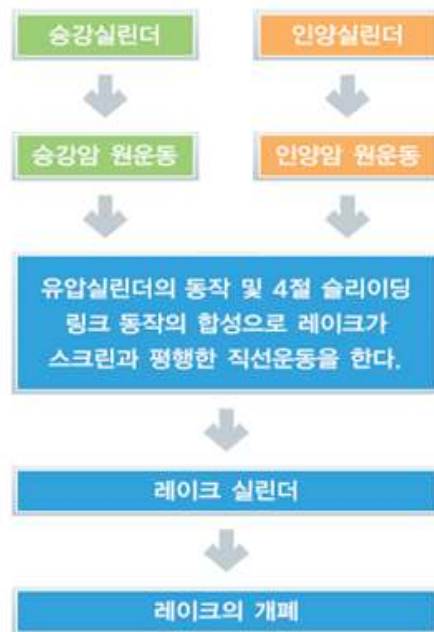 승강실린더
인양실린더
승강암 원운동
인양암 원운동
유압실린더의 동작 및 4절 슬리이딩
링크 동작의 합성으로 레이크가
스크린과 평행한 직선운동을 한다.
레이크 실린더
레이크의 개폐